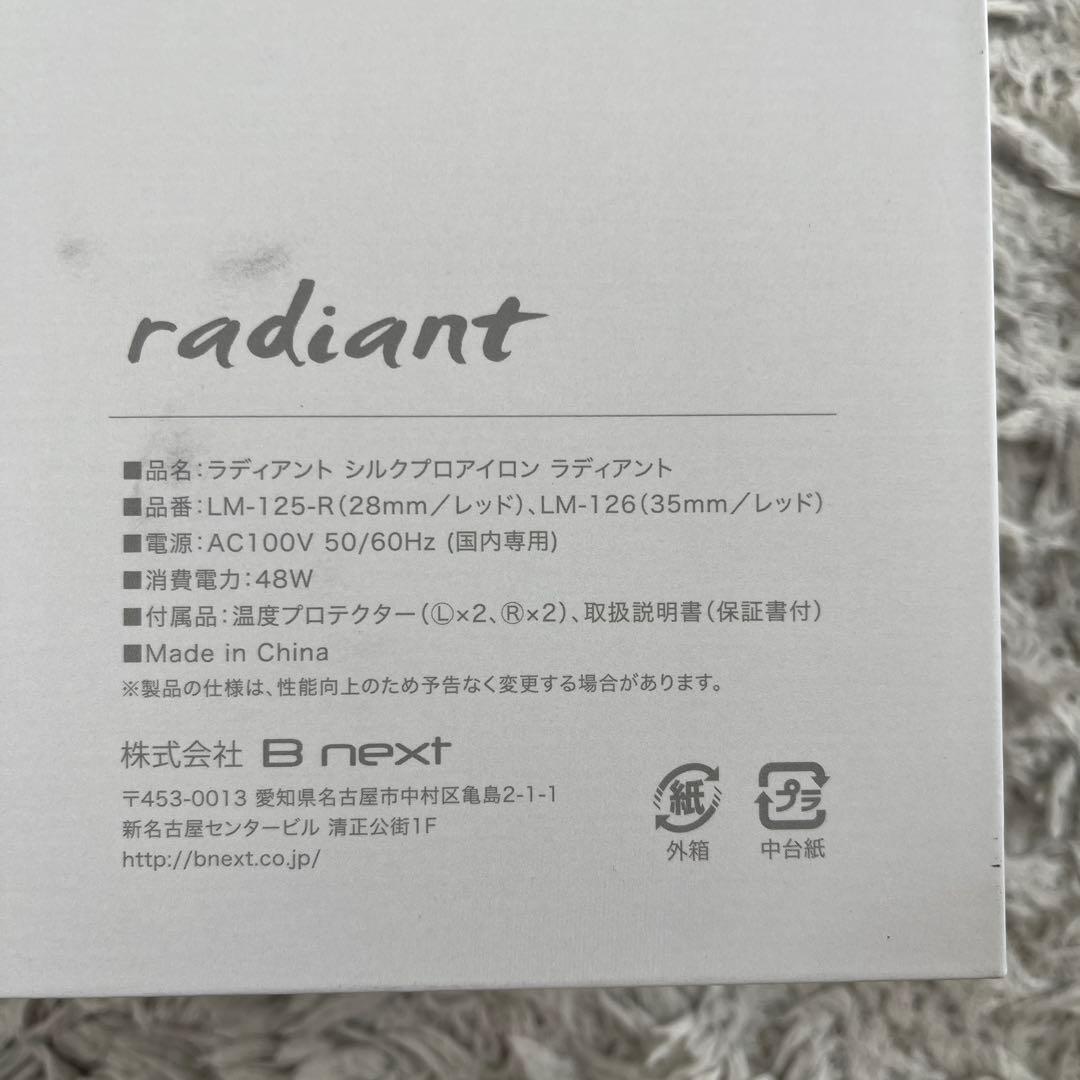 radiant
■品名：ラディアント シルクプロアイロン ラディアント
■品番：LM-125-R（28mm／レッド）、LM-126（35mm／レッド）
■電源：AC100V 50/60Hz (国内専用)
■消費電力：48W
■付属品：温度プロテクター（Ⓛ×2、Ⓡ×2）、取扱説明書（保証書付）
■Made in China
※製品の仕様は、性能向上のため予告なく変更する場合があります。
株式会社 B next
〒453-0013 愛知県名古屋市中村区亀島2-1-1
新名古屋センタービル 清正公街1F
http://bnext.co.jp/
紙 プラ
外箱 中台紙